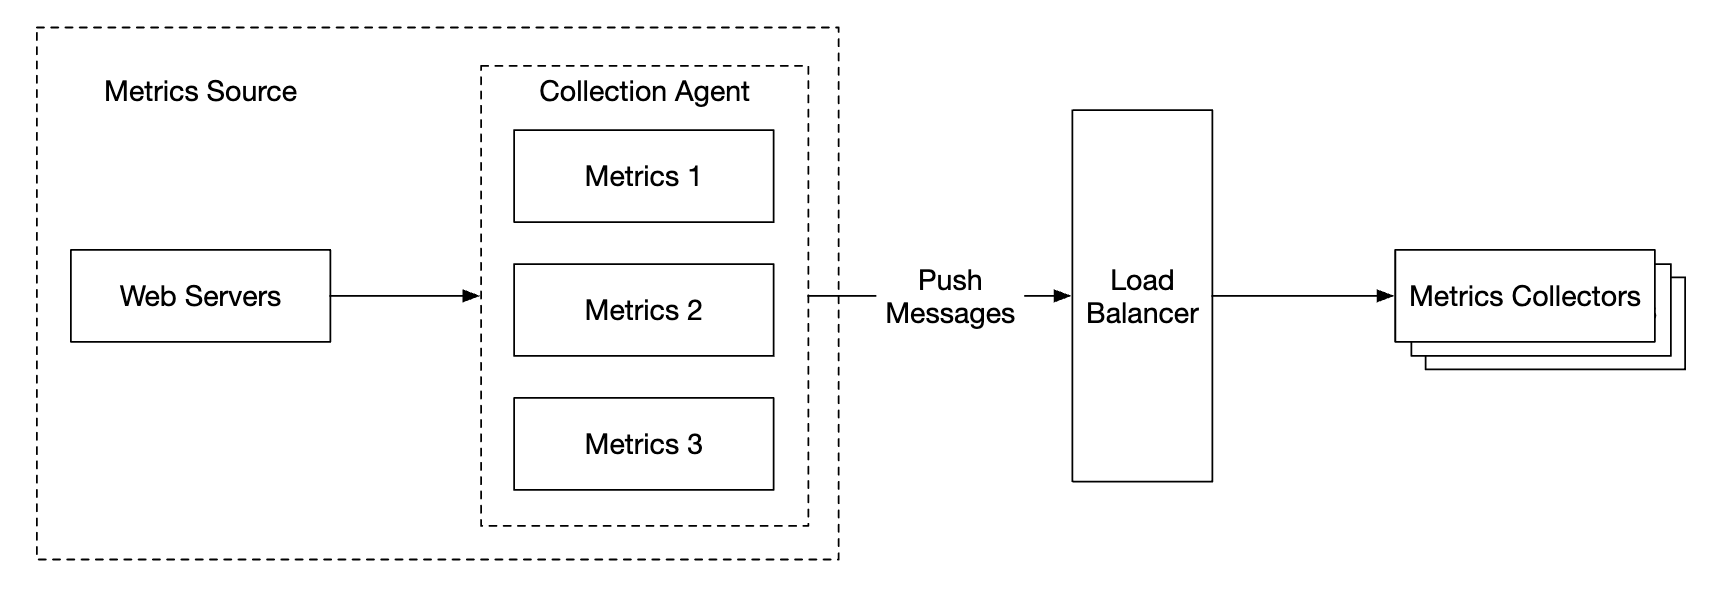 Metrics Source
Collection Agent
Metrics 1
Web Servers
Metrics 2
Metrics 3
Push
Messages
Load
Balancer
Metrics Collectors